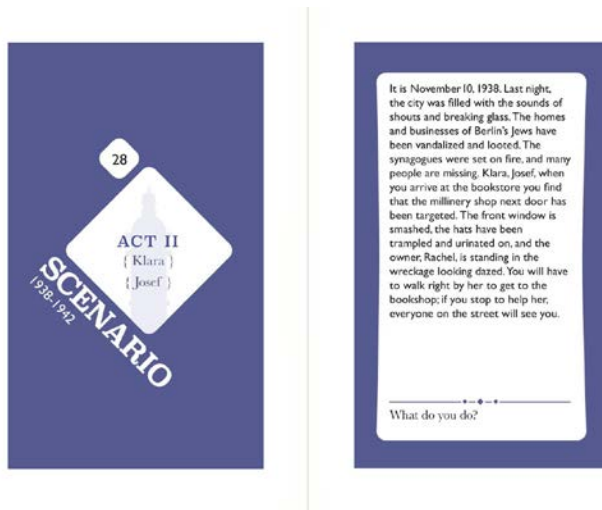 28
ACT II
{ Klara }
{ Josef }
SCENARIO
1938-1942
It is November 10, 1938. Last night,
the city was filled with the sounds of
shouts and breaking glass. The homes
and businesses of Berlin's Jews have
been vandalized and looted. The
synagogues were set on fire, and many
people are missing. Klara, Josef, when
you arrive at the bookstore you find
that the millinery shop next door has
been targeted. The front window is
smashed, the hats have been
trampled and urinated on, and the
owner, Rachel, is standing in the
wreckage looking dazed. You will have
to walk right by her to get to the
bookshop; if you stop to help her,
everyone on the street will see you.
What do you do?